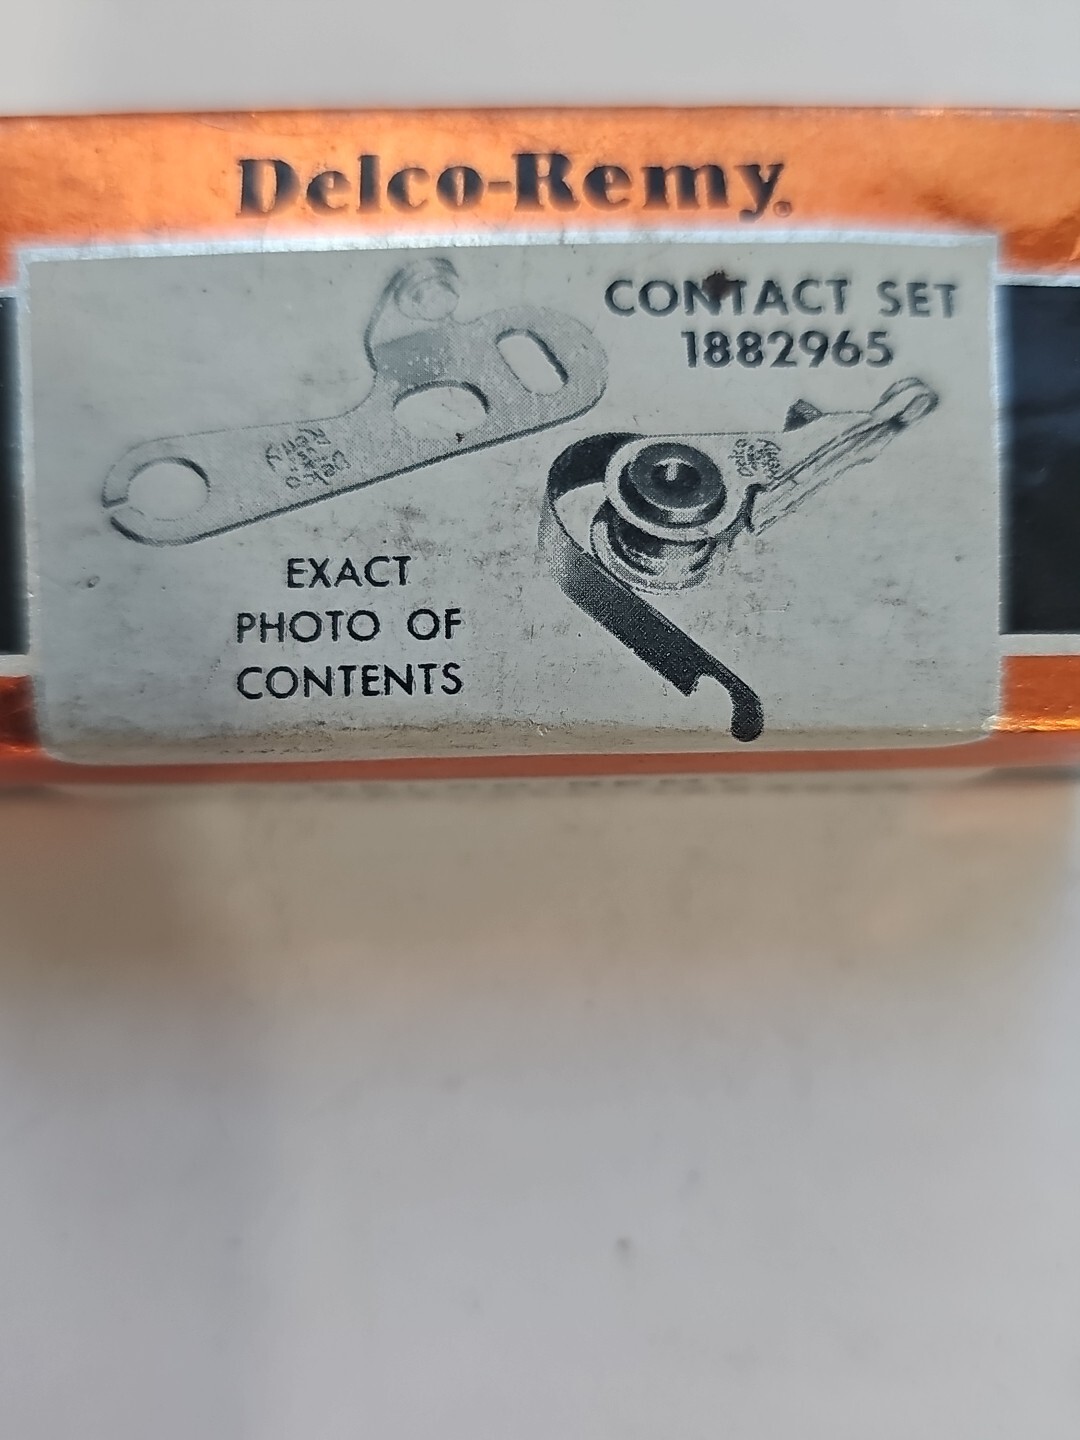 Delco-Remy®
CONTACT SET
1882965
EXACT
PHOTO OF
CONTENTS